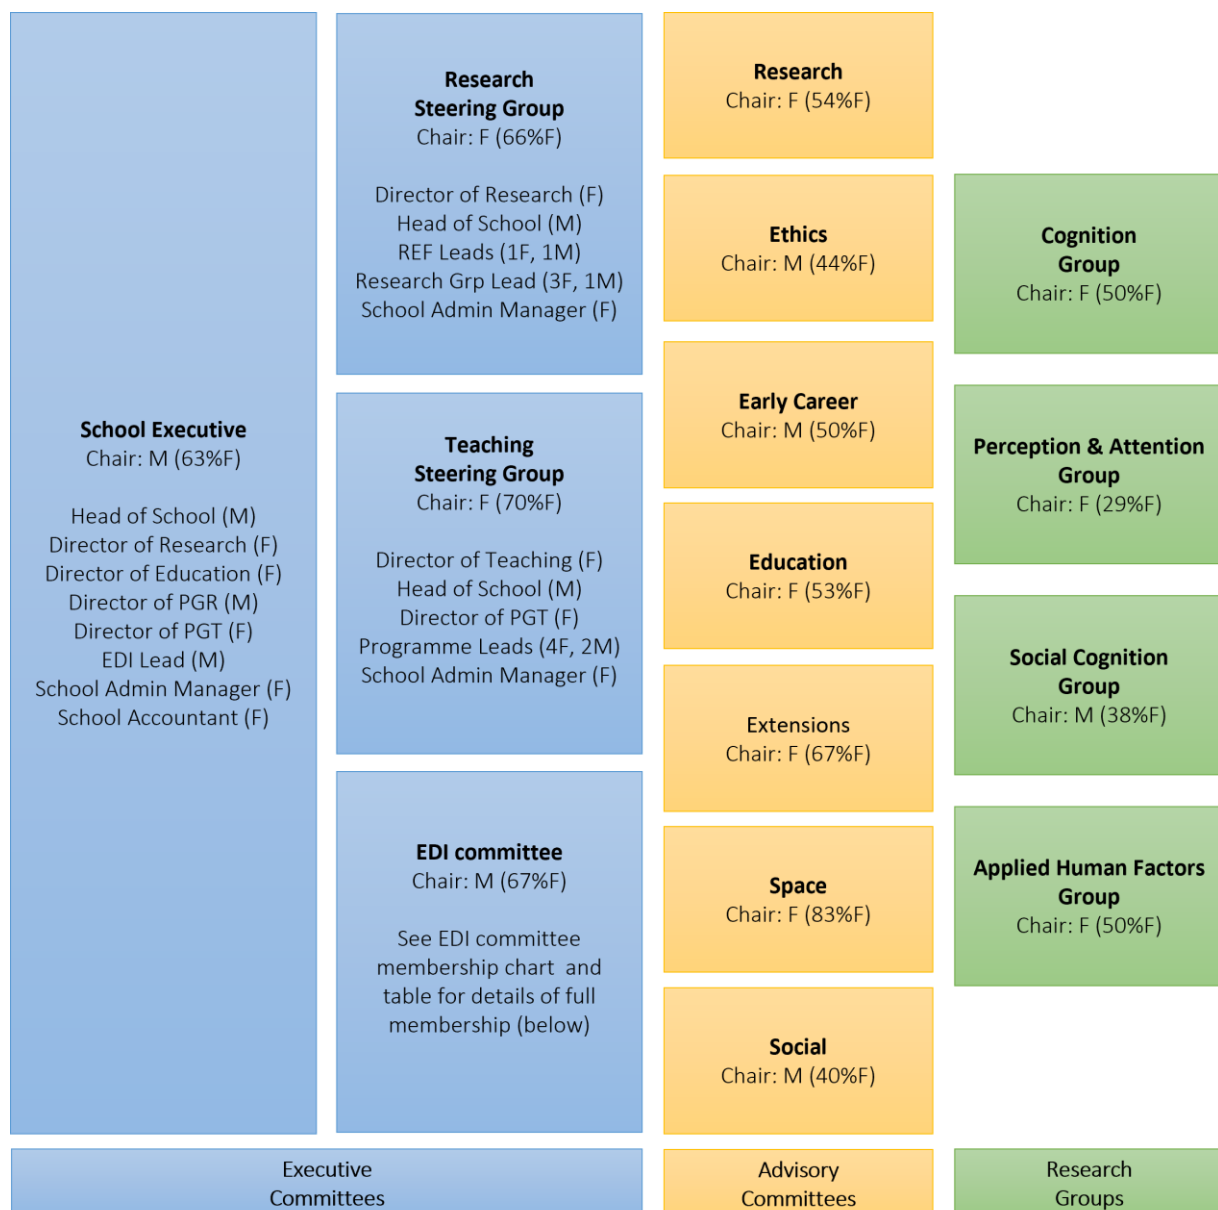 School Executive
Chair: M (63%F)
Head of School (M)
Director of Research (F)
Director of Education (F)
Director of PGR (M)
Director of PGT (F)
EDI Lead (M)
School Admin Manager (F)
School Accountant (F)
Research
Steering Group
Chair: F (66%F)
Director of Research (F)
Head of School (M)
REF Leads (1F, 1M)
Research Grp Lead (3F, 1M)
School Admin Manager (F)
Teaching
Steering Group
Chair: F (70%F)
Director of Teaching (F)
Head of School (M)
Director of PGT (F)
Programme Leads (4F, 2M)
School Admin Manager (F)
EDI committee
Chair: M (67%F)
See EDI committee
membership chart and
table for details of full
membership (below)
Research
Chair: F (54%F)
Ethics
Chair: M (44%F)
Early Career
Chair: M (50%F)
Education
Chair: F (53%F)
Extensions
Chair: F (67%F)
Space
Chair: F (83%F)
Social
Chair: M (40%F)
Cognition
Group
Chair: F (50%F)
Perception & Attention
Group
Chair: F (29%F)
Social Cognition
Group
Chair: M (38%F)
Applied Human Factors
Group
Chair: F (50%F)
Executive
Committees
Advisory
Committees
Research
Groups